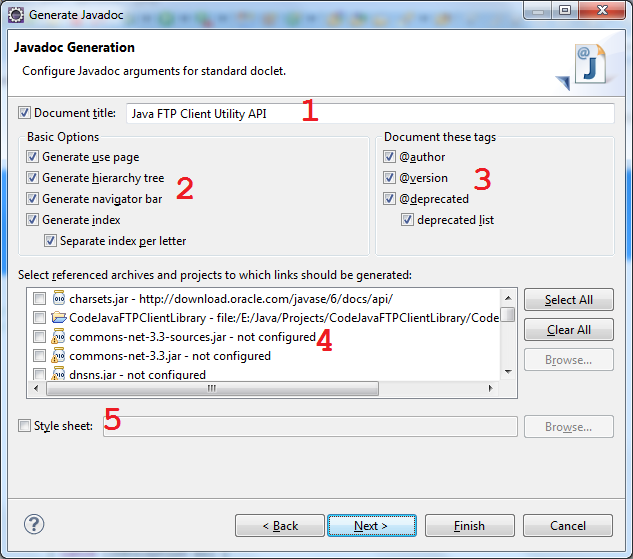 Generate Javadoc
Javadoc Generation
Configure Javadoc arguments for standard doclet.
@
J
Document title: Java FTP Client Utility API 1
Basic Options
Generate use page
Generate hierarchy tree
Generate navigator bar
Generate index
Separate index per letter
2
Document these tags
@author
@version
@deprecated
deprecated list
3
Select referenced archives and projects to which links should be generated:
charsets.jar - http://download.oracle.com/javase/6/docs/api/
CodeJavaFTPClientLibrary - file:/E:/Java/Projects/CodeJavaFTPClientLibrary/Code
commons-net-3.3-sources.jar - not configured
commons-net-3.3.jar - not configured
dnsns.jar - not configured
4
Select All
Clear All
Browse...
Style sheet: 5
Browse...
?
< Back
Next >
Finish
Cancel